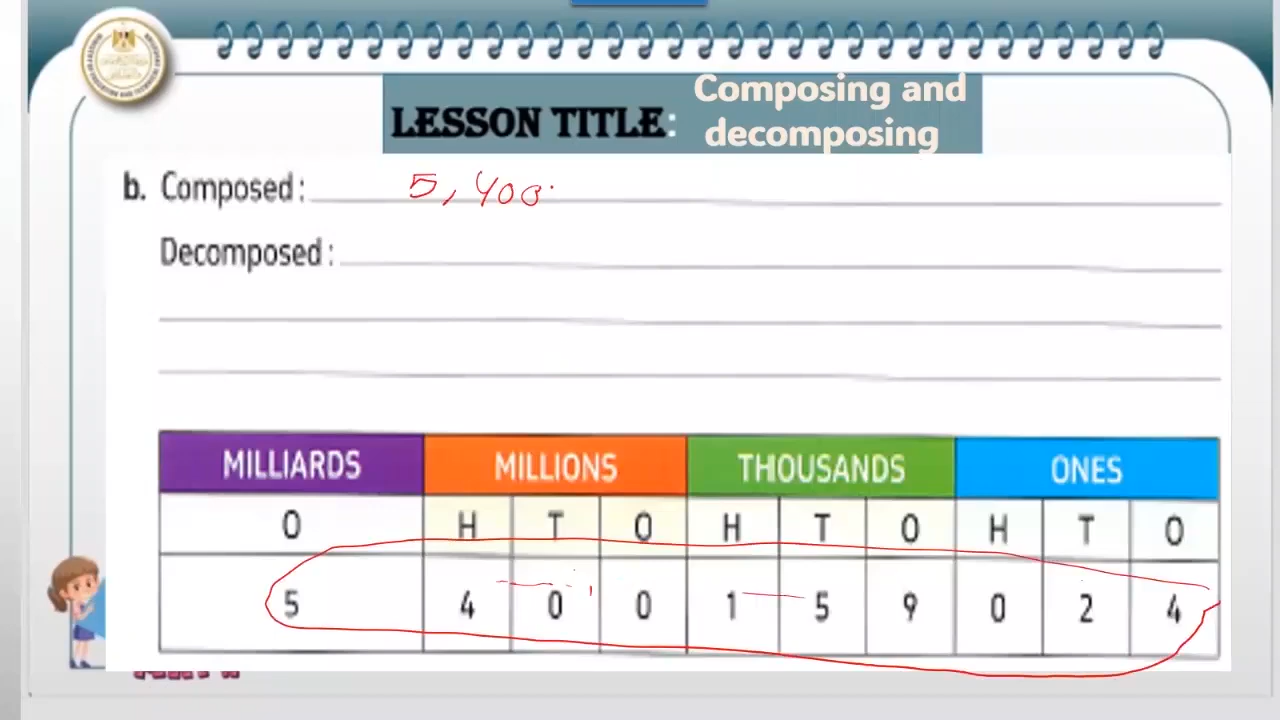 LESSON TITLE: Composing and decomposing
b. Composed: 5,400
Decomposed:
MILLIARDS MILLIONS THOUSANDS ONES
O H T O H T O H T O
5 4 0 0 1 5 9 0 2 4